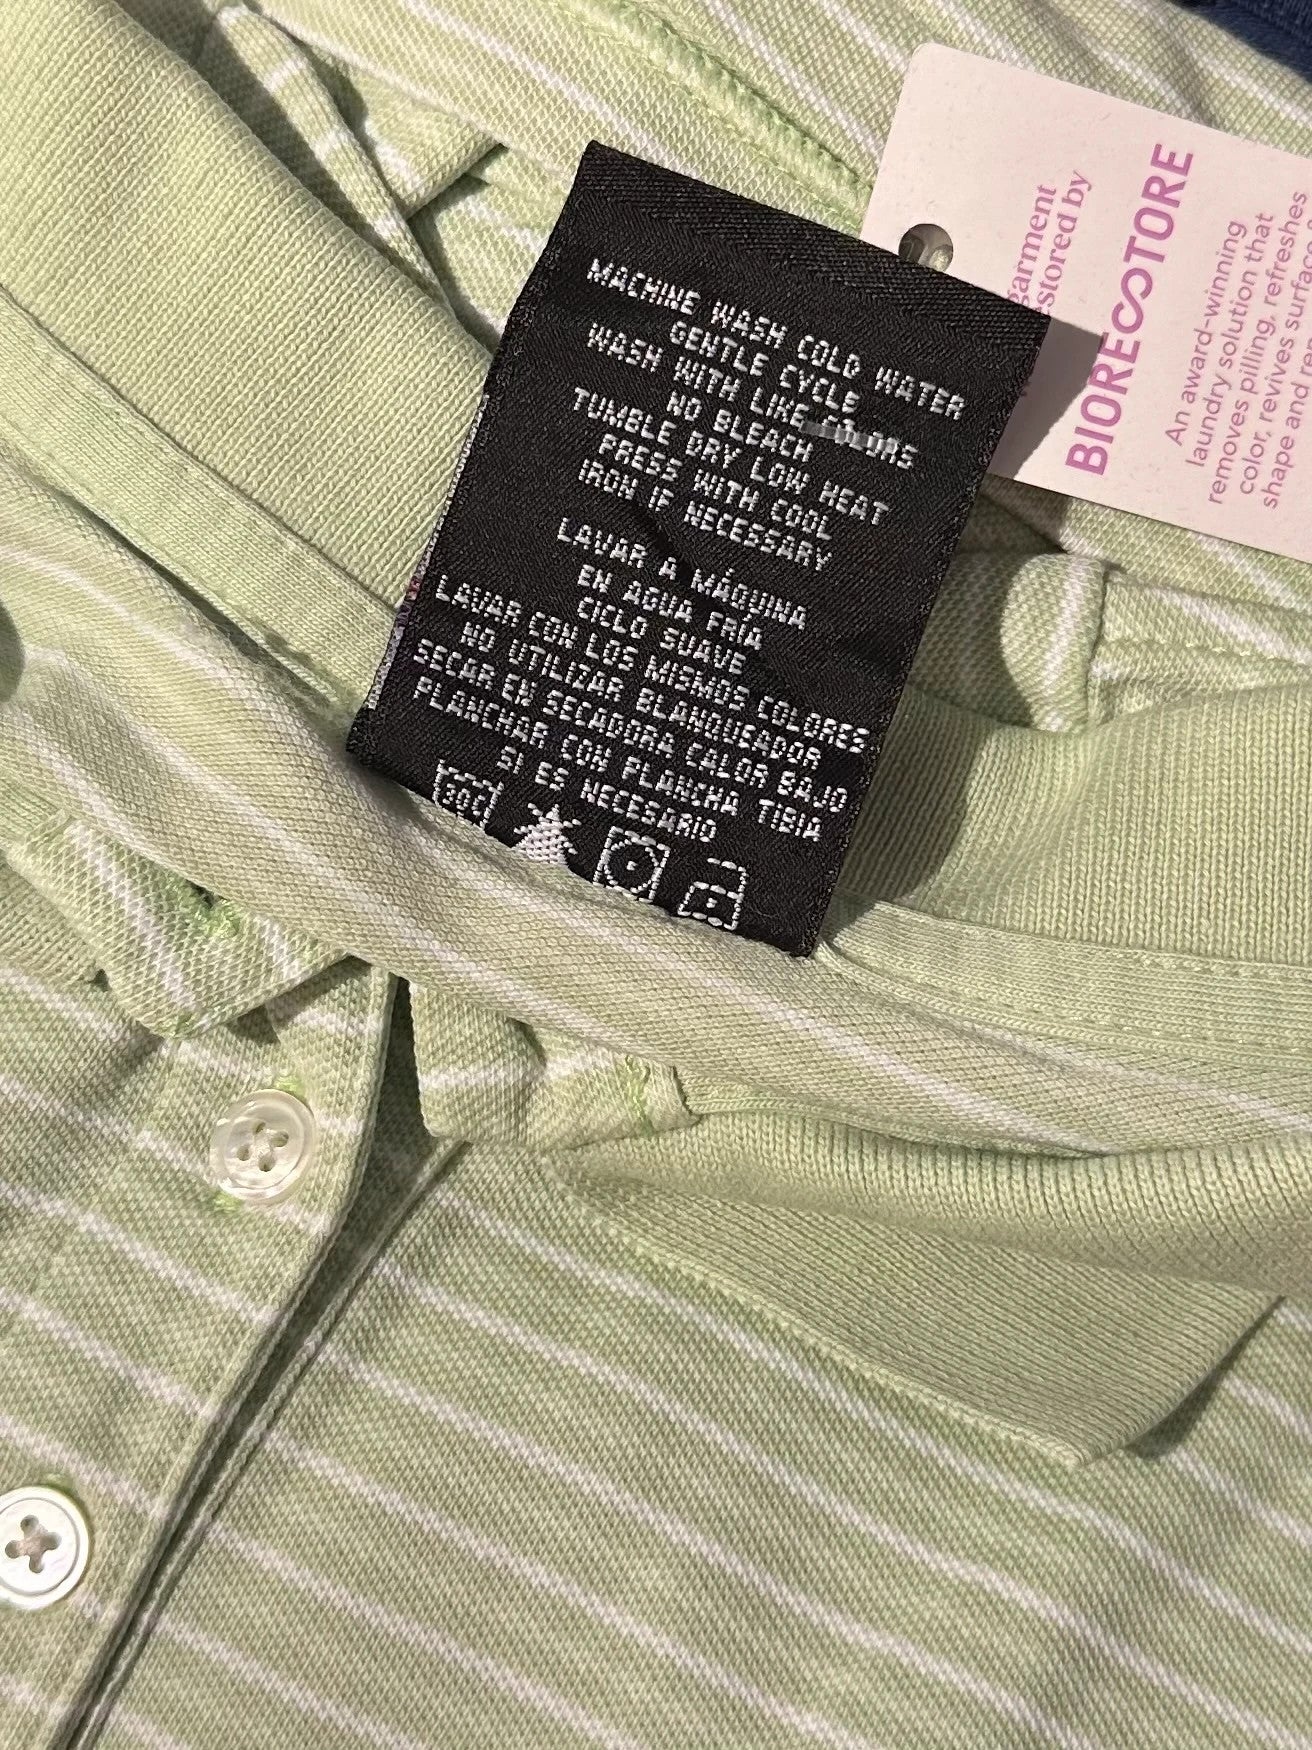 MACHINE WASH COLD WATER
GENTLE CYCLE
WASH WITH LIKE COLORS
NO BLEACH
TUMBLE DRY LOW HEAT
PRESS WITH COOL
IRON IF NECESSARY
LAVAR A MÁQUINA
EN AGUA FRÍA
CICLO SUAVE
LAVAR CON LOS MISMOS COLORES
NO UTILIZAR BLANQUEADOR
SECAR EN SECADORA CALOR BAJO
PLANCHAR CON PLANCHA TIBIA
SI ES NECESARIO
30C
garment
estored by
BIORESTORE
An award-winning
laundry solution that
removes pilling, refreshes
color, revives surface
shape and